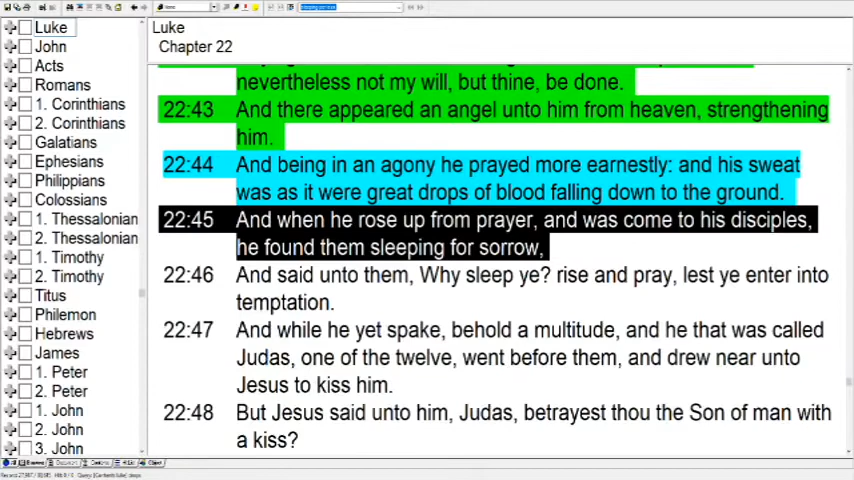 Luke
John
Acts
Romans
1. Corinthians
2. Corinthians
Galatians
Ephesians
Philippians
Colossians
1. Thessalonian
2. Thessalonian
1. Timothy
2. Timothy
Titus
Philemon
Hebrews
James
1. Peter
2. Peter
1. John
2. John
3. John
Luke
Chapter 22
nevertheless not my will, but thine, be done.
22:43 And there appeared an angel unto him from heaven, strengthening
him.
22:44 And being in an agony he prayed more earnestly: and his sweat
was as it were great drops of blood falling down to the ground.
22:45 And when he rose up from prayer, and was come to his disciples,
he found them sleeping for sorrow,
22:46 And said unto them, Why sleep ye? rise and pray, lest ye enter into
temptation.
22:47 And while he yet spake, behold a multitude, and he that was called
Judas, one of the twelve, went before them, and drew near unto
Jesus to kiss him.
22:48 But Jesus said unto him, Judas, betrayest thou the Son of man with
a kiss?